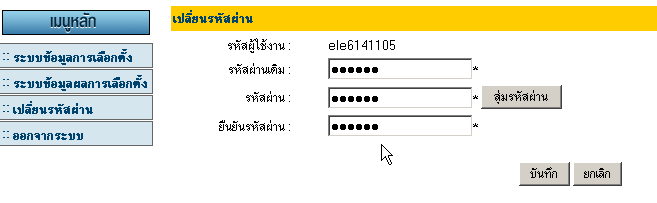 เมนูหลัก
:: ระบบข้อมูลการเลือกตั้ง
:: ระบบข้อมูลผลการเลือกตั้ง
:: เปลี่ยนรหัสผ่าน
:: ออกจากระบบ
เปลี่ยนรหัสผ่าน
รหัสผู้ใช้งาน : ele6141105
รหัสผ่านเดิม : ●●●●●● *
รหัสผ่าน : ●●●●●● * สุ่มรหัสผ่าน
ยืนยันรหัสผ่าน : ●●●●●● *
บันทึก ยกเลิก